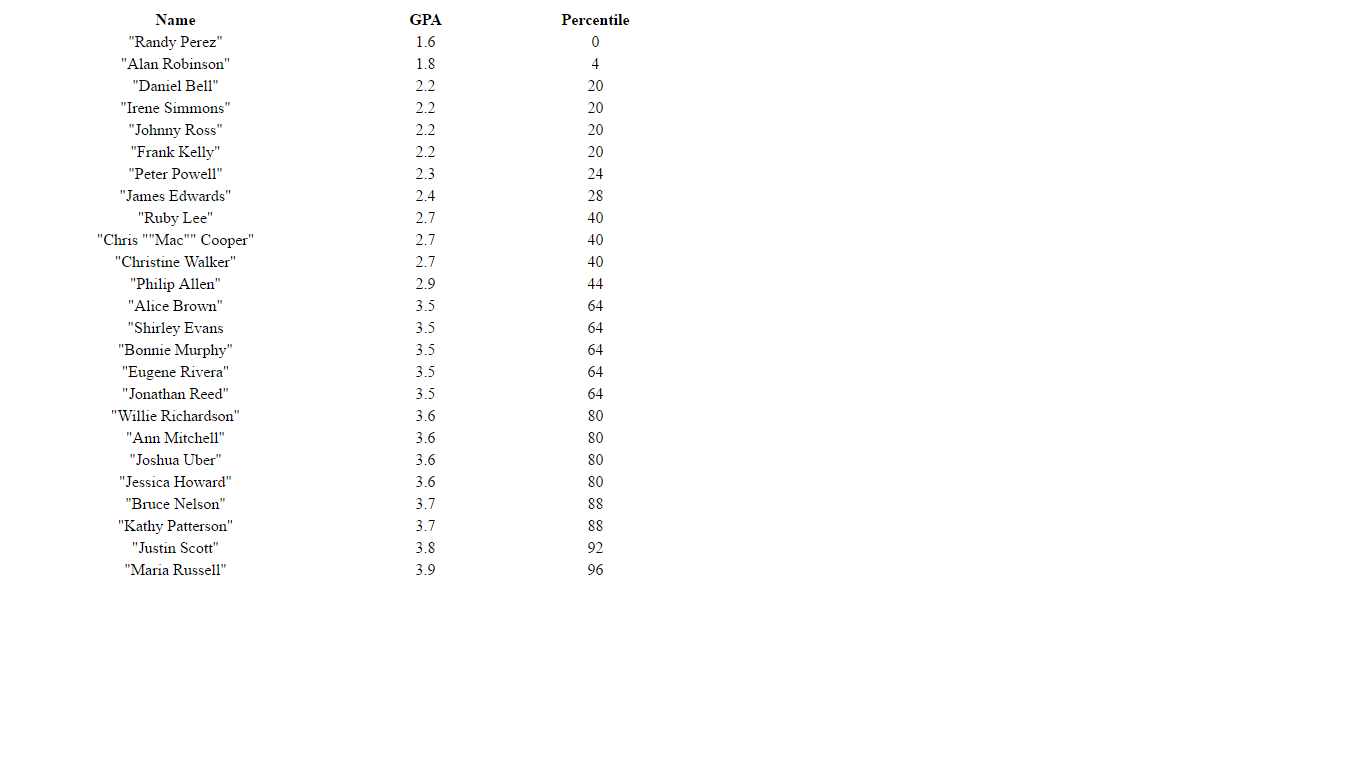 Name GPA Percentile
"Randy Perez" 1.6 0
"Alan Robinson" 1.8 4
"Daniel Bell" 2.2 20
"Irene Simmons" 2.2 20
"Johnny Ross" 2.2 20
"Frank Kelly" 2.2 20
"Peter Powell" 2.3 24
"James Edwards" 2.4 28
"Ruby Lee" 2.7 40
"Chris ""Mac"" Cooper" 2.7 40
"Christine Walker" 2.7 40
"Philip Allen" 2.9 44
"Alice Brown" 3.5 64
"Shirley Evans 3.5 64
"Bonnie Murphy" 3.5 64
"Eugene Rivera" 3.5 64
"Jonathan Reed" 3.5 64
"Willie Richardson" 3.6 80
"Ann Mitchell" 3.6 80
"Joshua Uber" 3.6 80
"Jessica Howard" 3.6 80
"Bruce Nelson" 3.7 88
"Kathy Patterson" 3.7 88
"Justin Scott" 3.8 92
"Maria Russell" 3.9 96